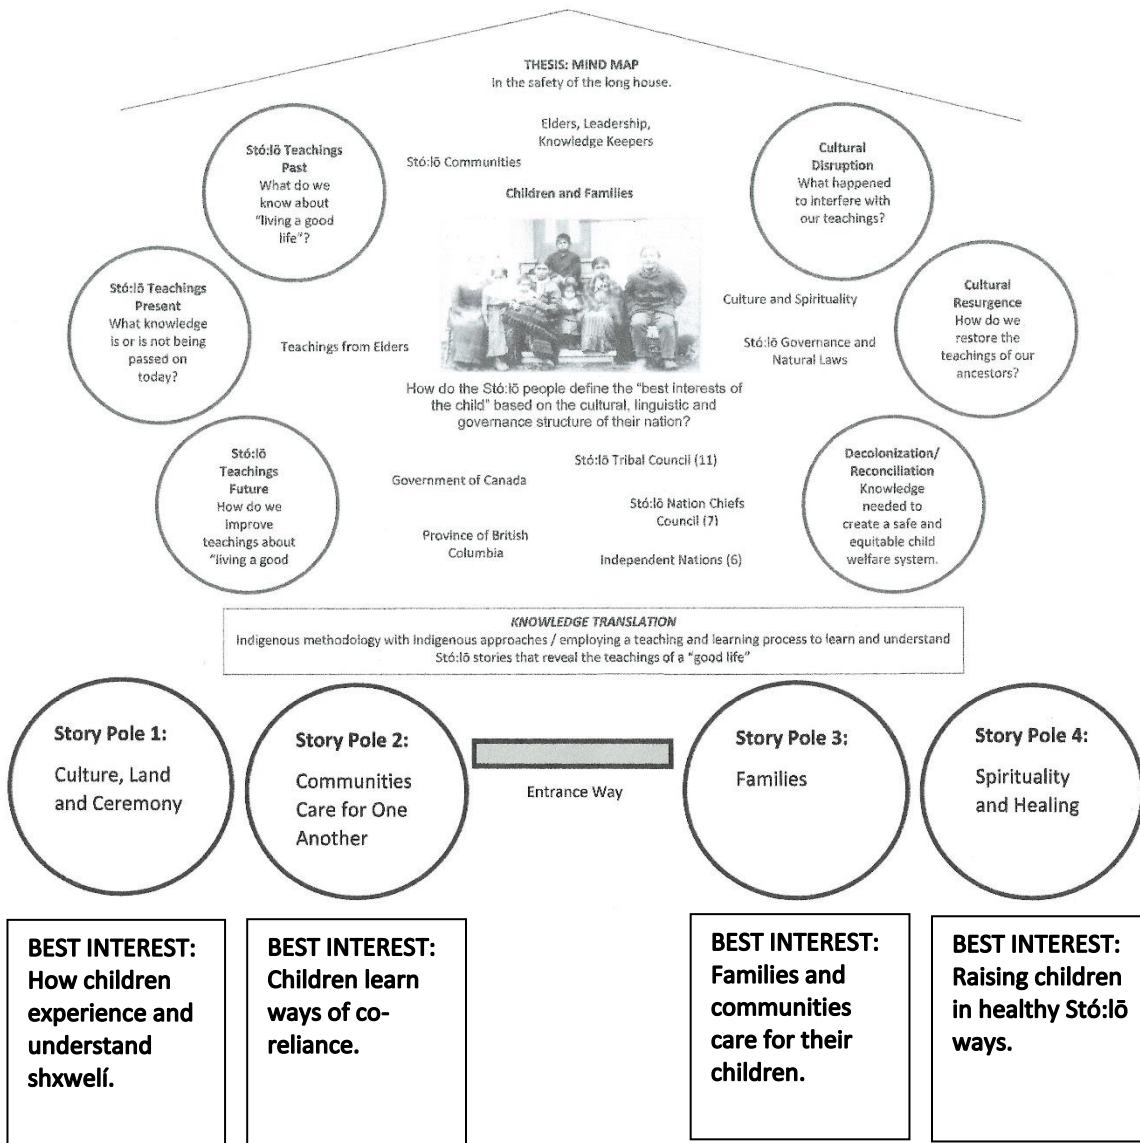 THESIS: MIND MAP
In the safety of the long house.
Elders, Leadership,
Knowledge Keepers
Stó:lō Communities
Children and Families
Stó:lō Teachings
Past
What do we
know about
"living a good
life"?
Cultural
Disruption
What happened
to interfere with
our teachings?
Stó:lō Teachings
Present
What knowledge
is or is not being
passed on
today?
Teachings from Elders
Culture and Spirituality
Stó:lō Governance and
Natural Laws
Cultural
Resurgence
How do we
restore the
teachings of our
ancestors?
How do the Stó:lō people define the "best interests of
the child" based on the cultural, linguistic and
governance structure of their nation?
Stó:lō
Teachings
Future
How do we
improve
teachings about
"living a good
Government of Canada
Province of British
Columbia
Stó:lō Tribal Council (11)
Stó:lō Nation Chiefs
Council (7)
Independent Nations (6)
Decolonization/
Reconciliation
Knowledge
needed to
create a safe and
equitable child
welfare system.
KNOWLEDGE TRANSLATION
Indigenous methodology with Indigenous approaches / employing a teaching and learning process to learn and understand
Stó:lō stories that reveal the teachings of a "good life"
Story Pole 1:
Culture, Land
and Ceremony
Story Pole 2:
Communities
Care for One
Another
Entrance Way
Story Pole 3:
Families
Story Pole 4:
Spirituality
and Healing
BEST INTEREST:
How children
experience and
understand
shxwelí.
BEST INTEREST:
Children learn
ways of co-
reliance.
BEST INTEREST:
Families and
communities
care for their
children.
BEST INTEREST:
Raising children
in healthy Stó:lō
ways.